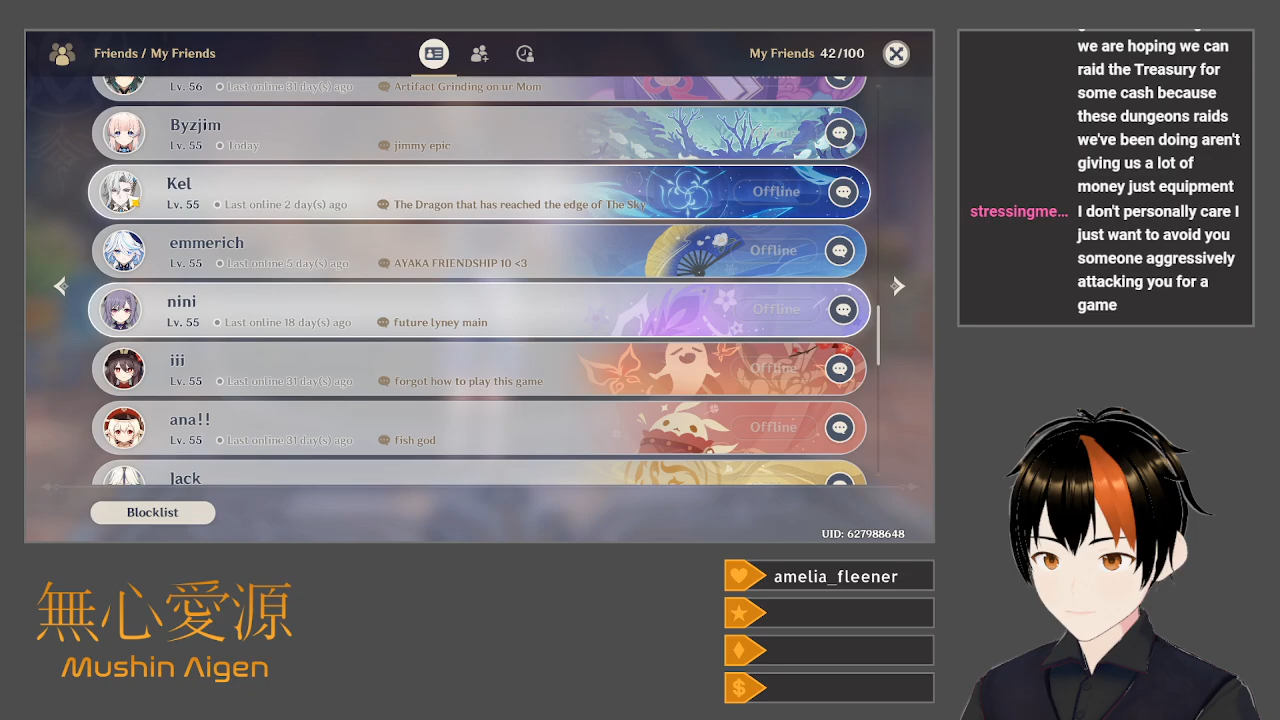 Friends / My Friends
My Friends 42/100
Lv. 56 Last online 31 day(s) ago Artifact Grinding on ur Mom
Byzjim
Lv. 55 Today jimmy epic
Kel
Lv. 55 Last online 2 day(s) ago The Dragon that has reached the edge of The Sky
Offline
emmerich
Lv. 55 Last online 5 day(s) ago AYAKA FRIENDSHIP 10 <3
Offline
nini
Lv. 55 Last online 18 day(s) ago future lyney main
Offline
iii
Lv. 55 Last online 31 day(s) ago forgot how to play this game
Offline
ana!!
Lv. 55 Last online 31 day(s) ago fish god
Offline
Jack
Blocklist
UID: 627988648
we are hoping we can
raid the Treasury for
some cash because
these dungeons raids
we've been doing aren't
giving us a lot of
money just equipment
stressingme... I don't personally care I
just want to avoid you
someone aggressively
attacking you for a
game
amelia_fleener
無心愛源
Mushin Aigen